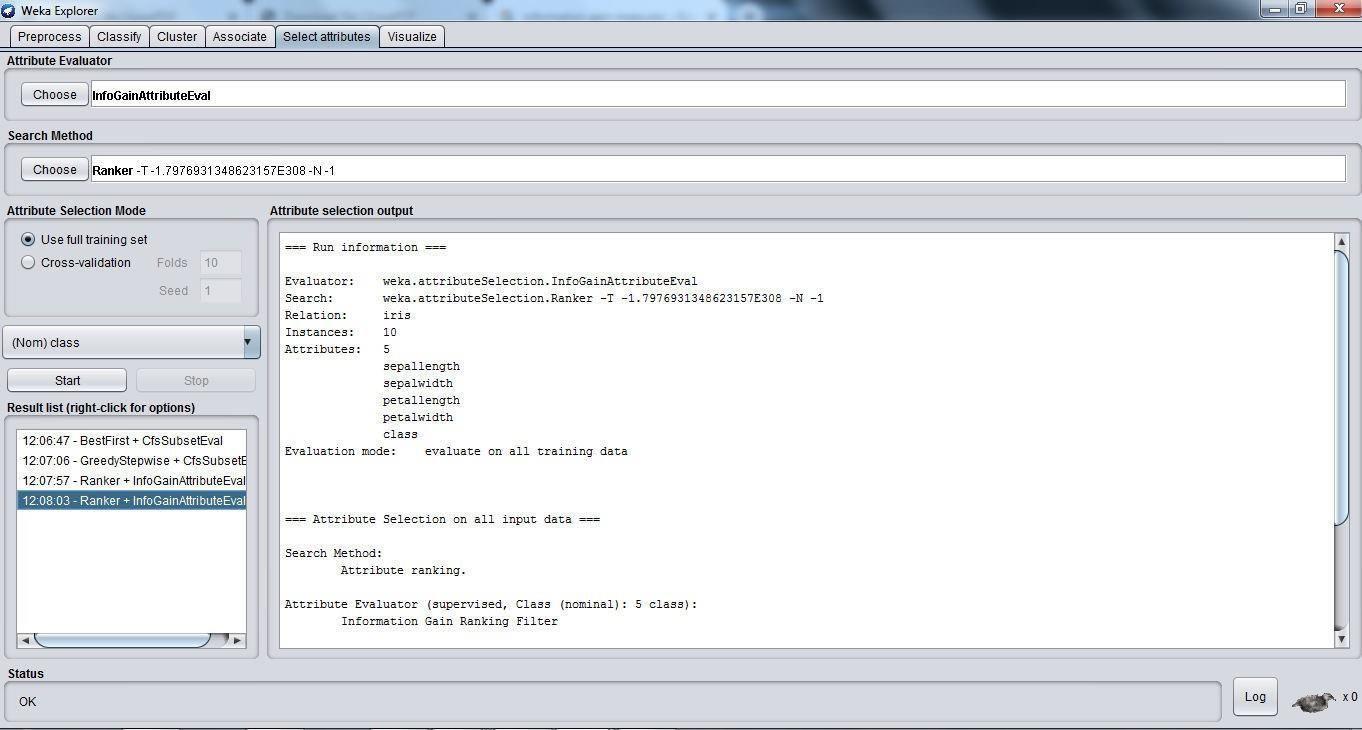 Weka Explorer
Preprocess Classify Cluster Associate Select attributes Visualize
Attribute Evaluator
Choose InfoGainAttributeEval
Search Method
Choose Ranker -T -1.7976931348623157E308 -N -1
Attribute Selection Mode
Use full training set
Cross-validation Folds 10
Seed 1
(Nom) class
Start Stop
Result list (right-click for options)
12:06:47 - BestFirst + CfsSubsetEval
12:07:06 - GreedyStepwise + CfsSubsetE
12:07:57 - Ranker + InfoGainAttributeEval
12:08:03 - Ranker + InfoGainAttributeEval
Attribute selection output
=== Run information ===
Evaluator: weka.attributeSelection.InfoGainAttributeEval
Search: weka.attributeSelection.Ranker -T -1.7976931348623157E308 -N -1
Relation: iris
Instances: 10
Attributes: 5
sepallength
sepalwidth
petallength
petalwidth
class
Evaluation mode: evaluate on all training data
=== Attribute Selection on all input data ===
Search Method:
Attribute ranking.
Attribute Evaluator (supervised, Class (nominal): 5 class):
Information Gain Ranking Filter
Status
OK
Log x 0